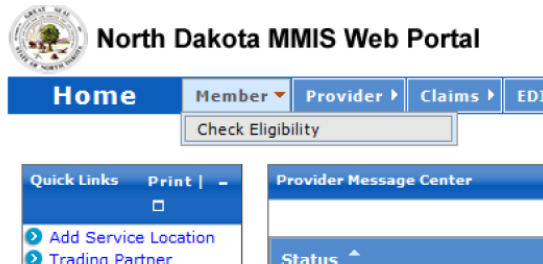 North Dakota MMIS Web Portal
Home Member Provider Claims EDI
Check Eligibility
Quick Links Print | –
Provider Message Center
Add Service Location
Status
Trading Partner